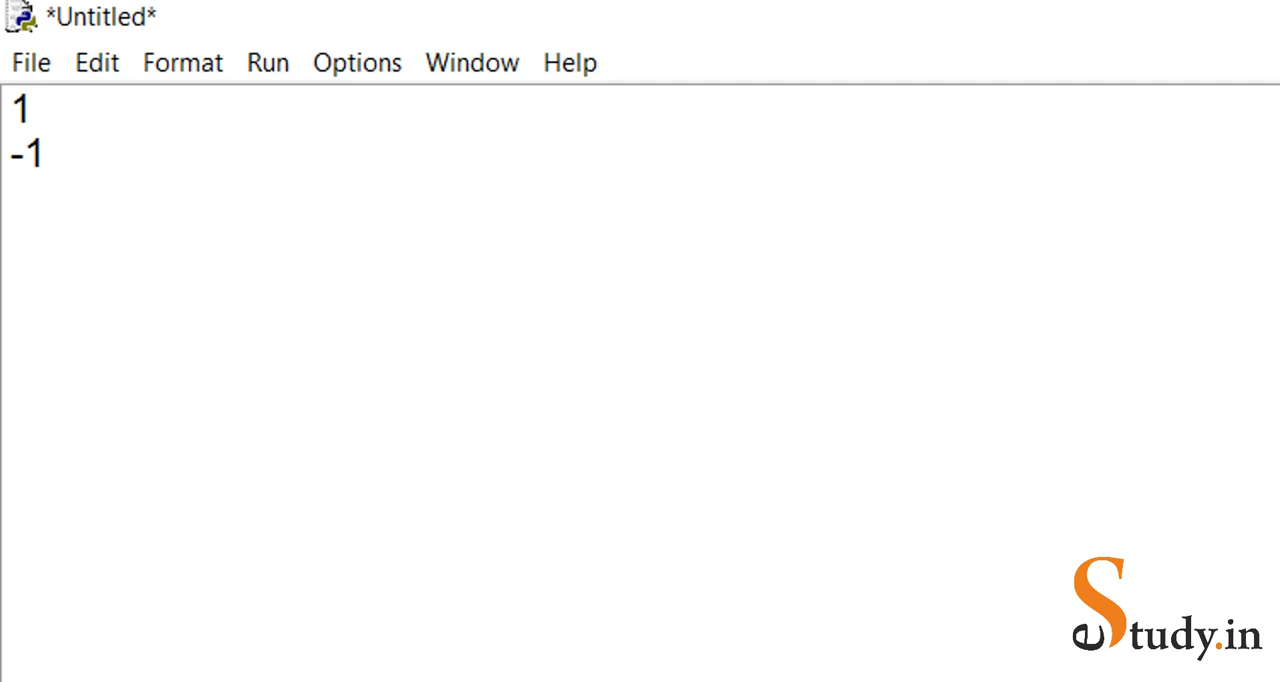 *Untitled*
File Edit Format Run Options Window Help
1
-1
eStudy.in